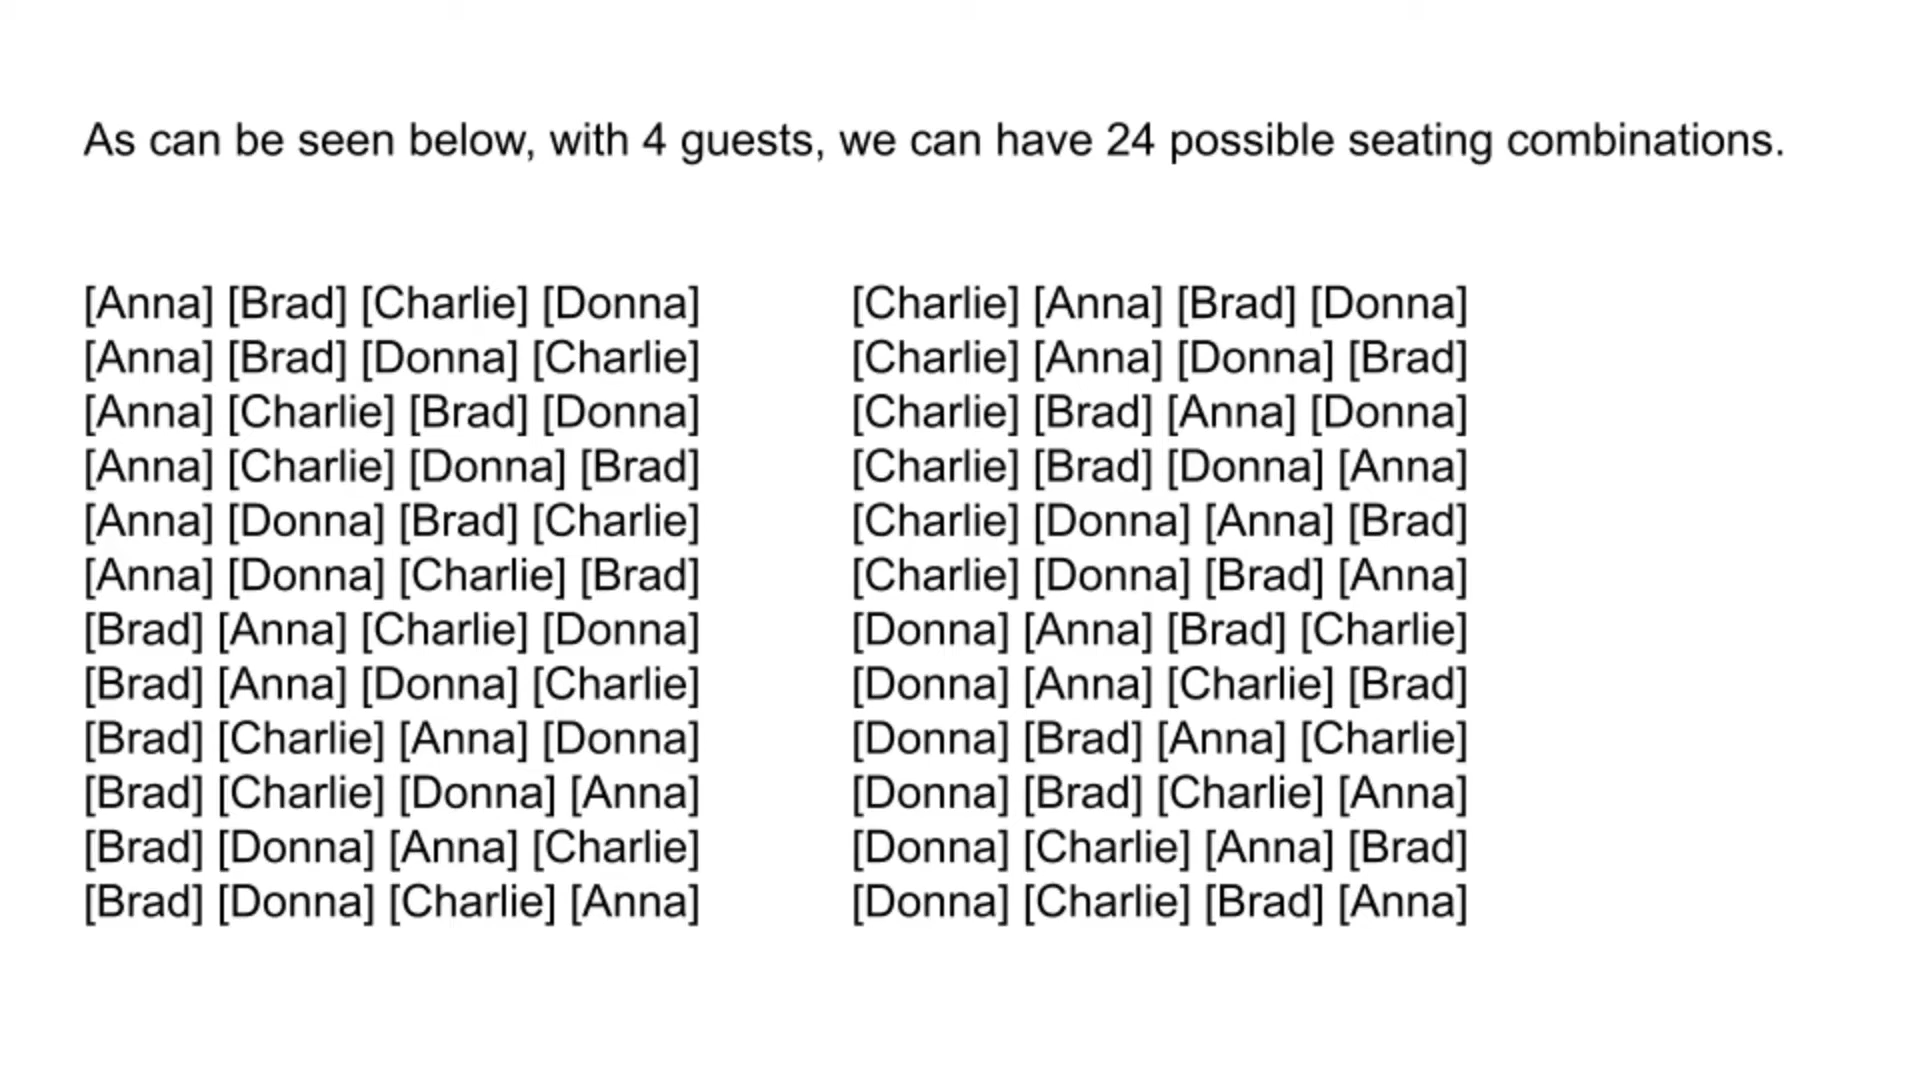 As can be seen below, with 4 guests, we can have 24 possible seating combinations.
[Anna] [Brad] [Charlie] [Donna]
[Anna] [Brad] [Donna] [Charlie]
[Anna] [Charlie] [Brad] [Donna]
[Anna] [Charlie] [Donna] [Brad]
[Anna] [Donna] [Brad] [Charlie]
[Anna] [Donna] [Charlie] [Brad]
[Brad] [Anna] [Charlie] [Donna]
[Brad] [Anna] [Donna] [Charlie]
[Brad] [Charlie] [Anna] [Donna]
[Brad] [Charlie] [Donna] [Anna]
[Brad] [Donna] [Anna] [Charlie]
[Brad] [Donna] [Charlie] [Anna]
[Charlie] [Anna] [Brad] [Donna]
[Charlie] [Anna] [Donna] [Brad]
[Charlie] [Brad] [Anna] [Donna]
[Charlie] [Brad] [Donna] [Anna]
[Charlie] [Donna] [Anna] [Brad]
[Charlie] [Donna] [Brad] [Anna]
[Donna] [Anna] [Brad] [Charlie]
[Donna] [Anna] [Charlie] [Brad]
[Donna] [Brad] [Anna] [Charlie]
[Donna] [Brad] [Charlie] [Anna]
[Donna] [Charlie] [Anna] [Brad]
[Donna] [Charlie] [Brad] [Anna]